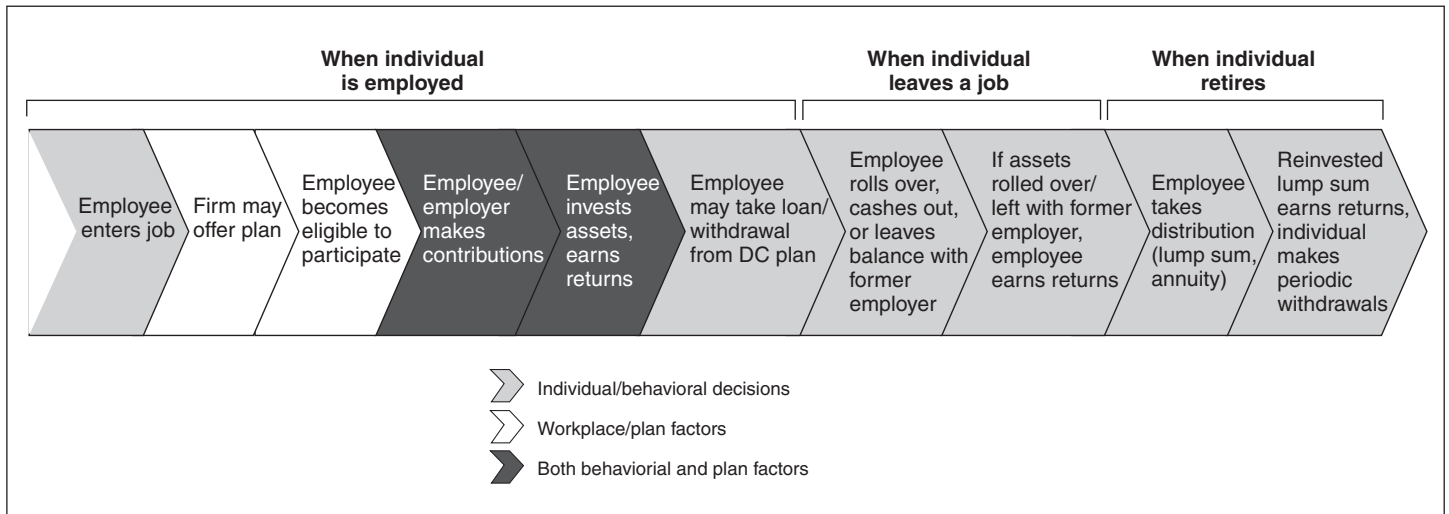 When individual
is employed
When individual
leaves a job
When individual
retires
Employee
enters job
Firm may
offer plan
Employee
becomes
eligible to
participate
Employee/
employer
makes
contributions
Employee
invests
assets,
earns
returns
Employee
may take loan/
withdrawal
from DC plan
Employee
rolls over,
cashes out,
or leaves
balance with
former
employer
If assets
rolled over/
left with former
employer,
employee
earns returns
Employee
takes
distribution
(lump sum,
annuity)
Reinvested
lump sum
earns returns,
individual
makes
periodic
withdrawals
Individual/behavioral decisions
Workplace/plan factors
Both behaviorial and plan factors